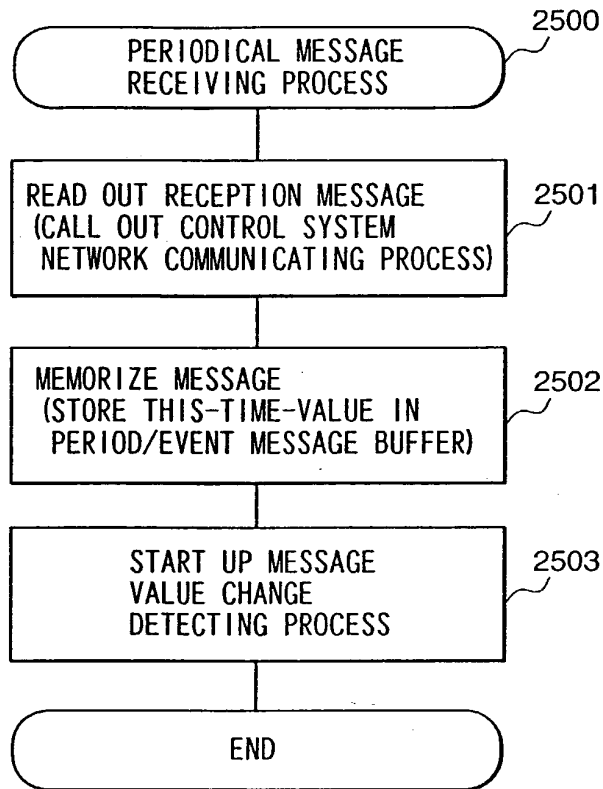 2500
PERIODICAL MESSAGE
RECEIVING PROCESS
READ OUT RECEPTION MESSAGE
(CALL OUT CONTROL SYSTEM
NETWORK COMMUNICATING PROCESS)
2501
MEMORIZE MESSAGE
(STORE THIS-TIME-VALUE IN
PERIOD/EVENT MESSAGE BUFFER)
2502
START UP MESSAGE
VALUE CHANGE
DETECTING PROCESS
2503
END